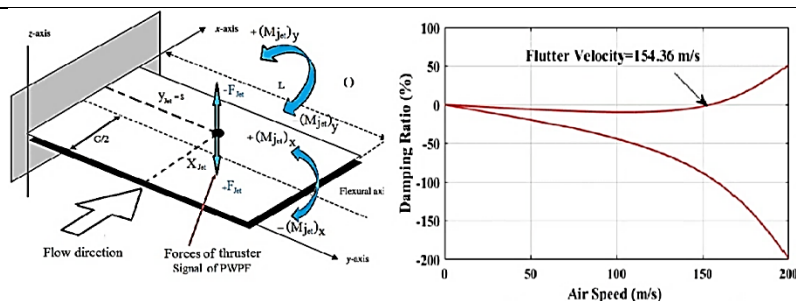 z-axis
x-axis
+(Mjet)y
L
()
-FJet
yJet =s
(Mjet)y
C/2
+(Mjet)x
XJet
+FJet
Flexural axi
-(Mjet)x
Flow direction
Forces of thruster
Signal of PWPF
y-axis
Damping Ratio (%)
100
50
0
-50
-100
-150
-200
Flutter Velocity=154.36 m/s
0
50
100
150
200
Air Speed (m/s)